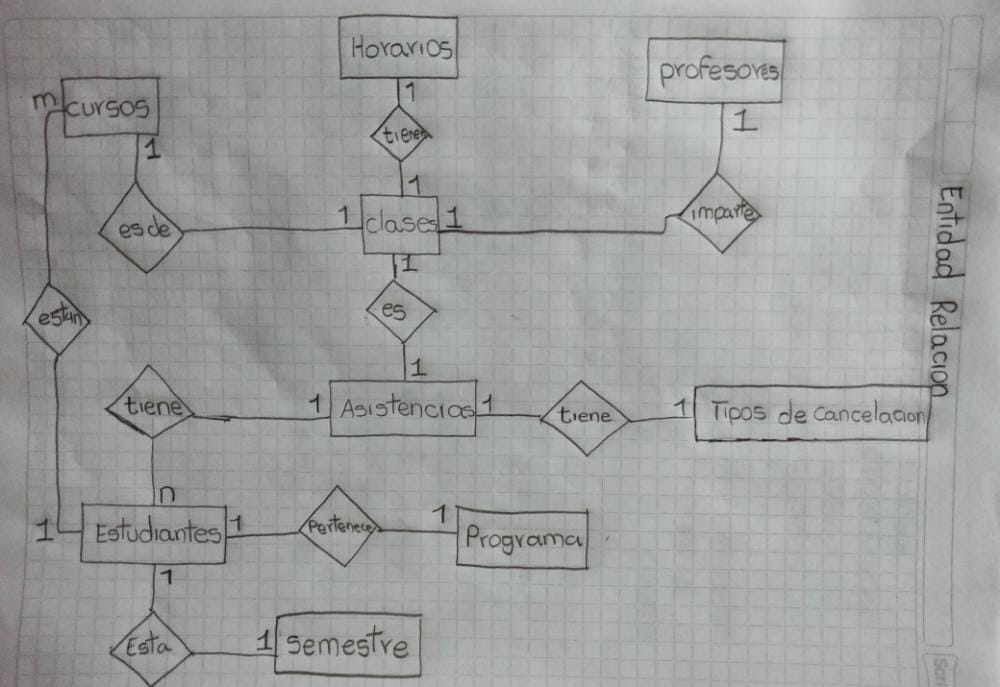 Horarios
profesores
m
cursos
1
1
1
tienen
1
1
1
clases
1
es de
imparte
1
es
estan
Entidad Relacion
1
tiene
1
Asistencias
1
tiene
1
Tipos de cancelacion
n
1
Estudiantes
1
Pertenece
1
Programa
1
Esta
1
semestre